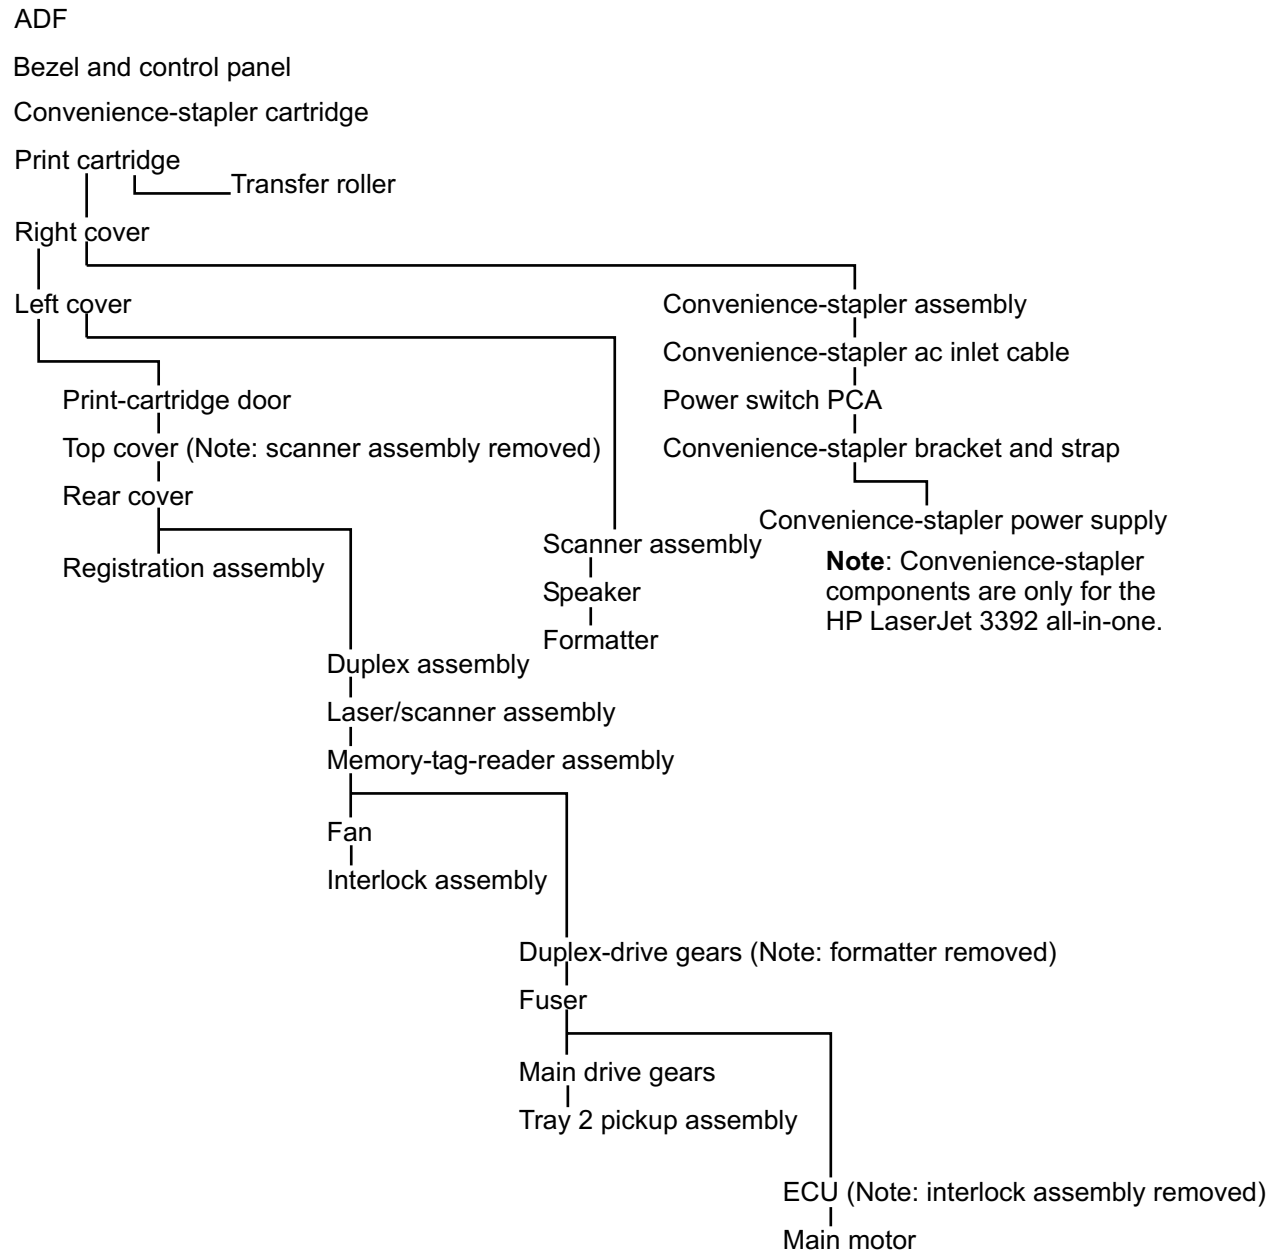 ADF
Bezel and control panel
Convenience-stapler cartridge
Print cartridge
Transfer roller
Right cover
Left cover
Print-cartridge door
Top cover (Note: scanner assembly removed)
Rear cover
Registration assembly
Convenience-stapler assembly
Convenience-stapler ac inlet cable
Power switch PCA
Convenience-stapler bracket and strap
Convenience-stapler power supply
Note: Convenience-stapler
components are only for the
HP LaserJet 3392 all-in-one.
Scanner assembly
Speaker
Formatter
Duplex assembly
Laser/scanner assembly
Memory-tag-reader assembly
Fan
Interlock assembly
Duplex-drive gears (Note: formatter removed)
Fuser
Main drive gears
Tray 2 pickup assembly
ECU (Note: interlock assembly removed)
Main motor